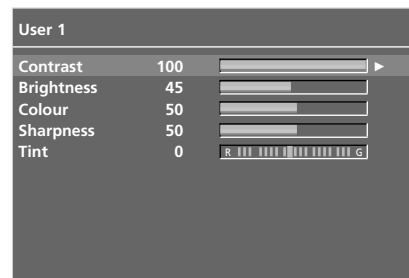 User 1
Contrast 100
Brightness 45
Colour 50
Sharpness 50
Tint 0 R G